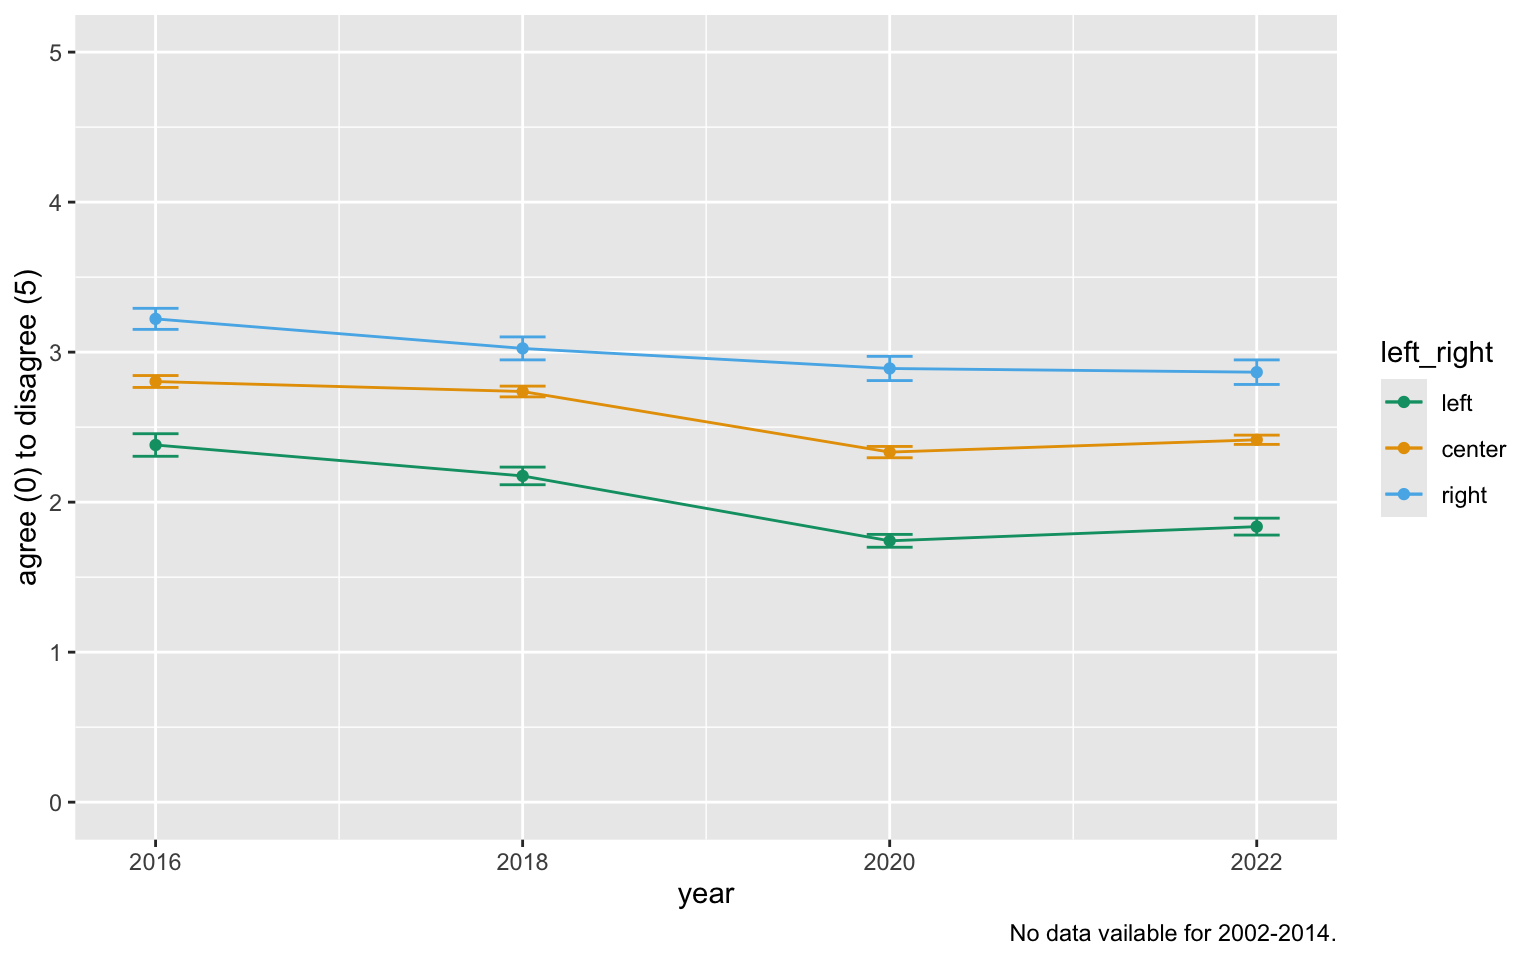 5
4
3
2
1
0
agree (0) to disagree (5)
2016
2018
2020
2022
year
left_right
left
center
right
No data vailable for 2002-2014.